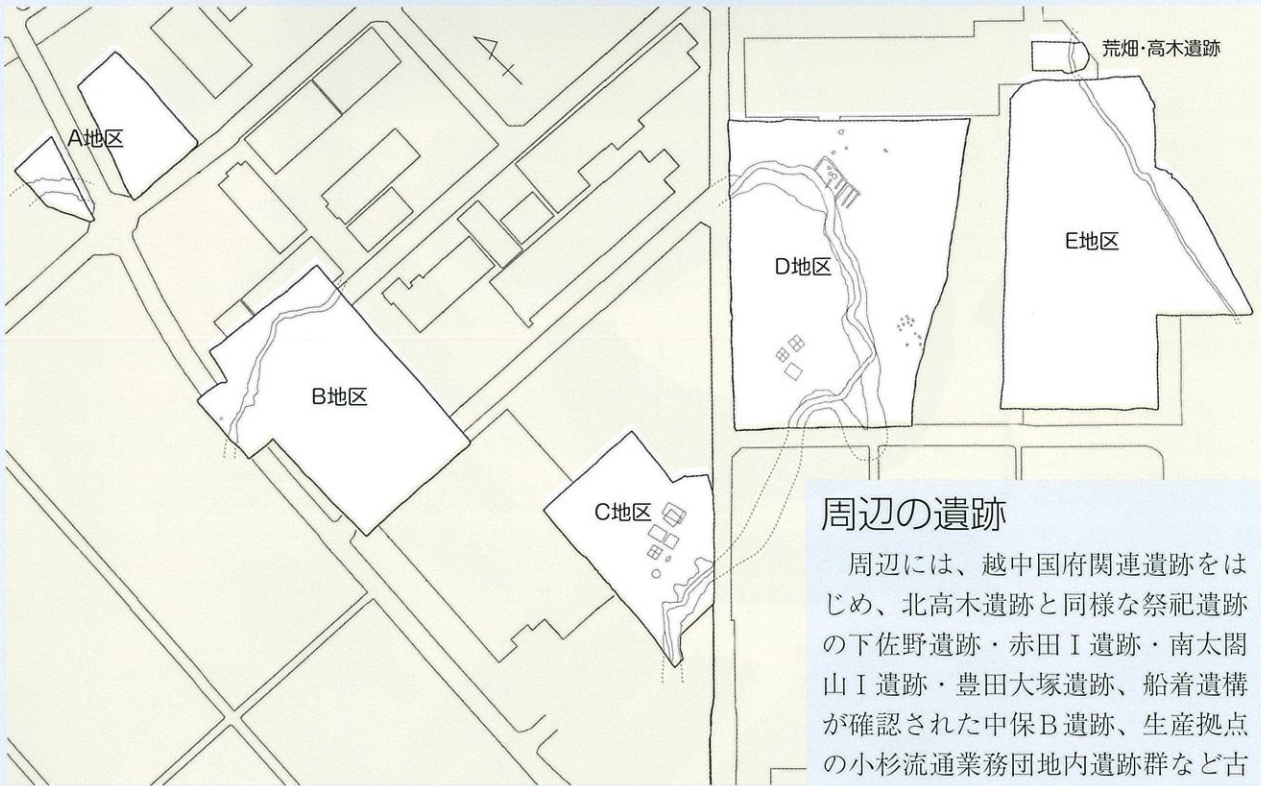 荒畑・高木遺跡
A地区
E地区
D地区
B地区
C地区
周辺の遺跡
　周辺には、越中国府関連遺跡をは
じめ、北高木遺跡と同様な祭祀遺跡
の下佐野遺跡・赤田Ⅰ遺跡・南太閤
山Ⅰ遺跡・豊田大塚遺跡、船着遺構
が確認された中保B遺跡、生産拠点
の小杉流通業務団地内遺跡群など古